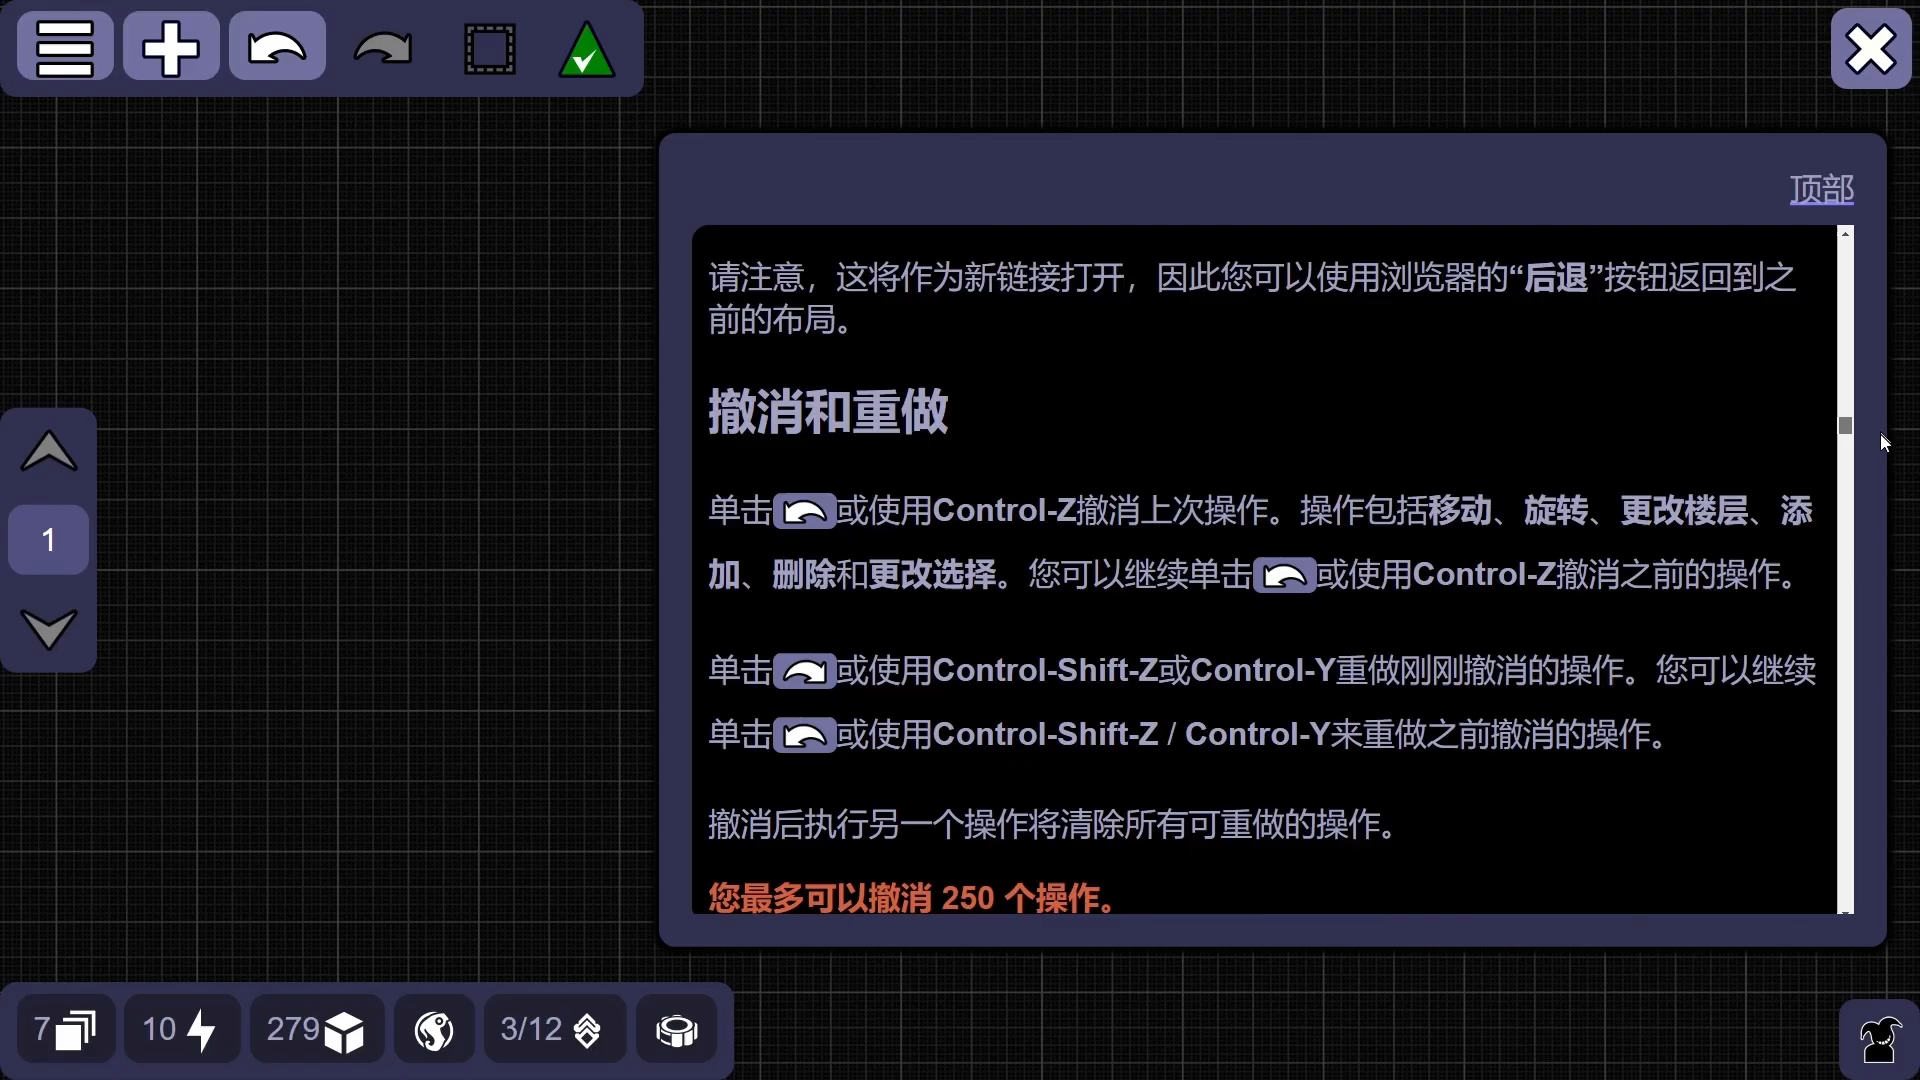 顶部
请注意，这将作为新链接打开，因此您可以使用浏览器的“后退”按钮返回到之
前的布局。
撤消和重做
单击或使用Control-Z撤消上次操作。操作包括移动、旋转、更改楼层、添
加、删除和更改选择。您可以继续单击或使用Control-Z撤消之前的操作。
单击或使用Control-Shift-Z或Control-Y重做刚刚撤消的操作。您可以继续
单击或使用Control-Shift-Z / Control-Y来重做之前撤消的操作。
撤消后执行另一个操作将清除所有可重做的操作。
您最多可以撤消 250 个操作。
1
7 10 279 3/12